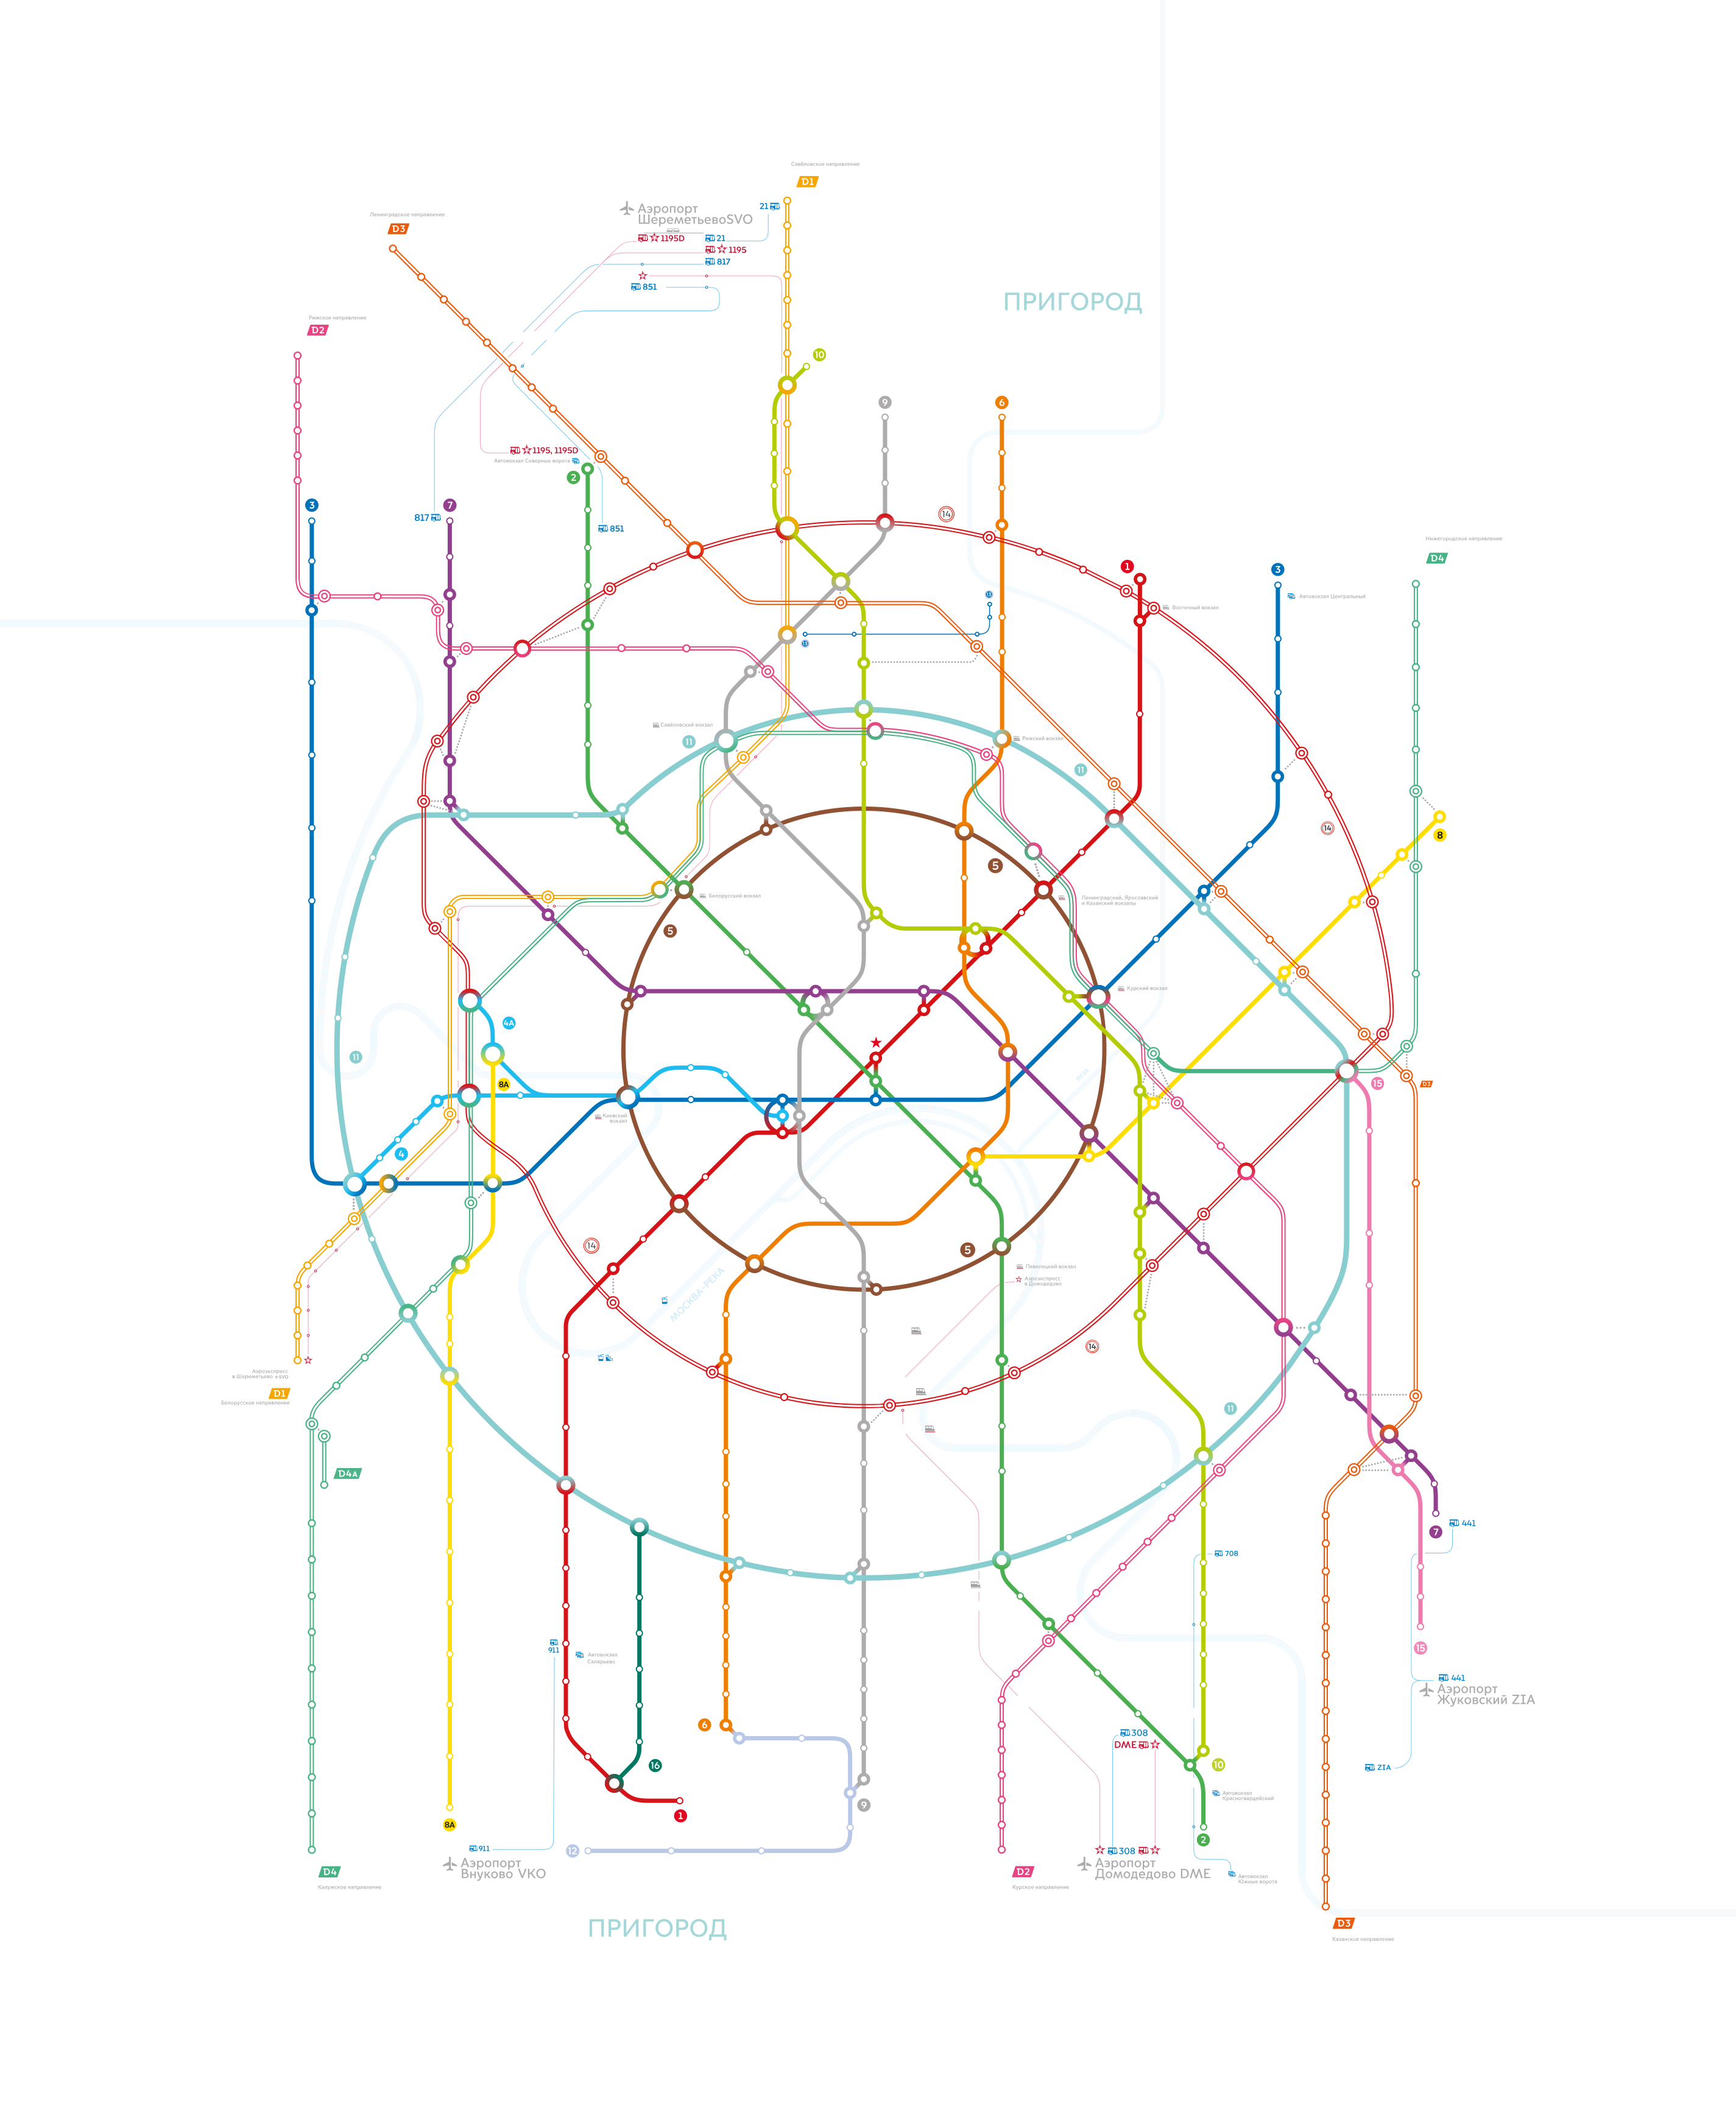 Савёловское направление
D1
Аэропорт
ШереметьевоSVO
21
Ленинградское направление
D3
1195D
21
1195
817
851
ПРИГОРОД
Рижское направление
D2
10
9
6
1195, 1195D
Автовокзал Северные ворота
2
3
7
817
851
14
Нижегородское направление
D4
1
3
Автовокзал Центральный
Восточный вокзал
13
13
Савёловский вокзал
11
Рижский вокзал
11
14
8
5
Белорусский вокзал
Ленинградский, Ярославский
и Казанский вокзалы
5
Курский вокзал
4А
11
8А
15
D3
Киевский
вокзал
4
14
5
Павелецкий вокзал
Аэроэкспресс
в Домодедово
МОСКВА-РЕКА
14
Аэроэкспресс
D1
Белорусское направление
11
D4А
7
441
708
911
Автовокзал
Саларьево
15
441
Аэропорт
Жуковский ZIA
6
308
DME
16
10
ZIA
Автовокзал
Красногвардейский
9
1
8А
2
911
12
308
Аэропорт
Внуково VKO
D4
D2
Аэропорт
Домодедово DME
Автовокзал
Южные ворота
Калужское направление
Курское направление
ПРИГОРОД
D3
Казанское направление